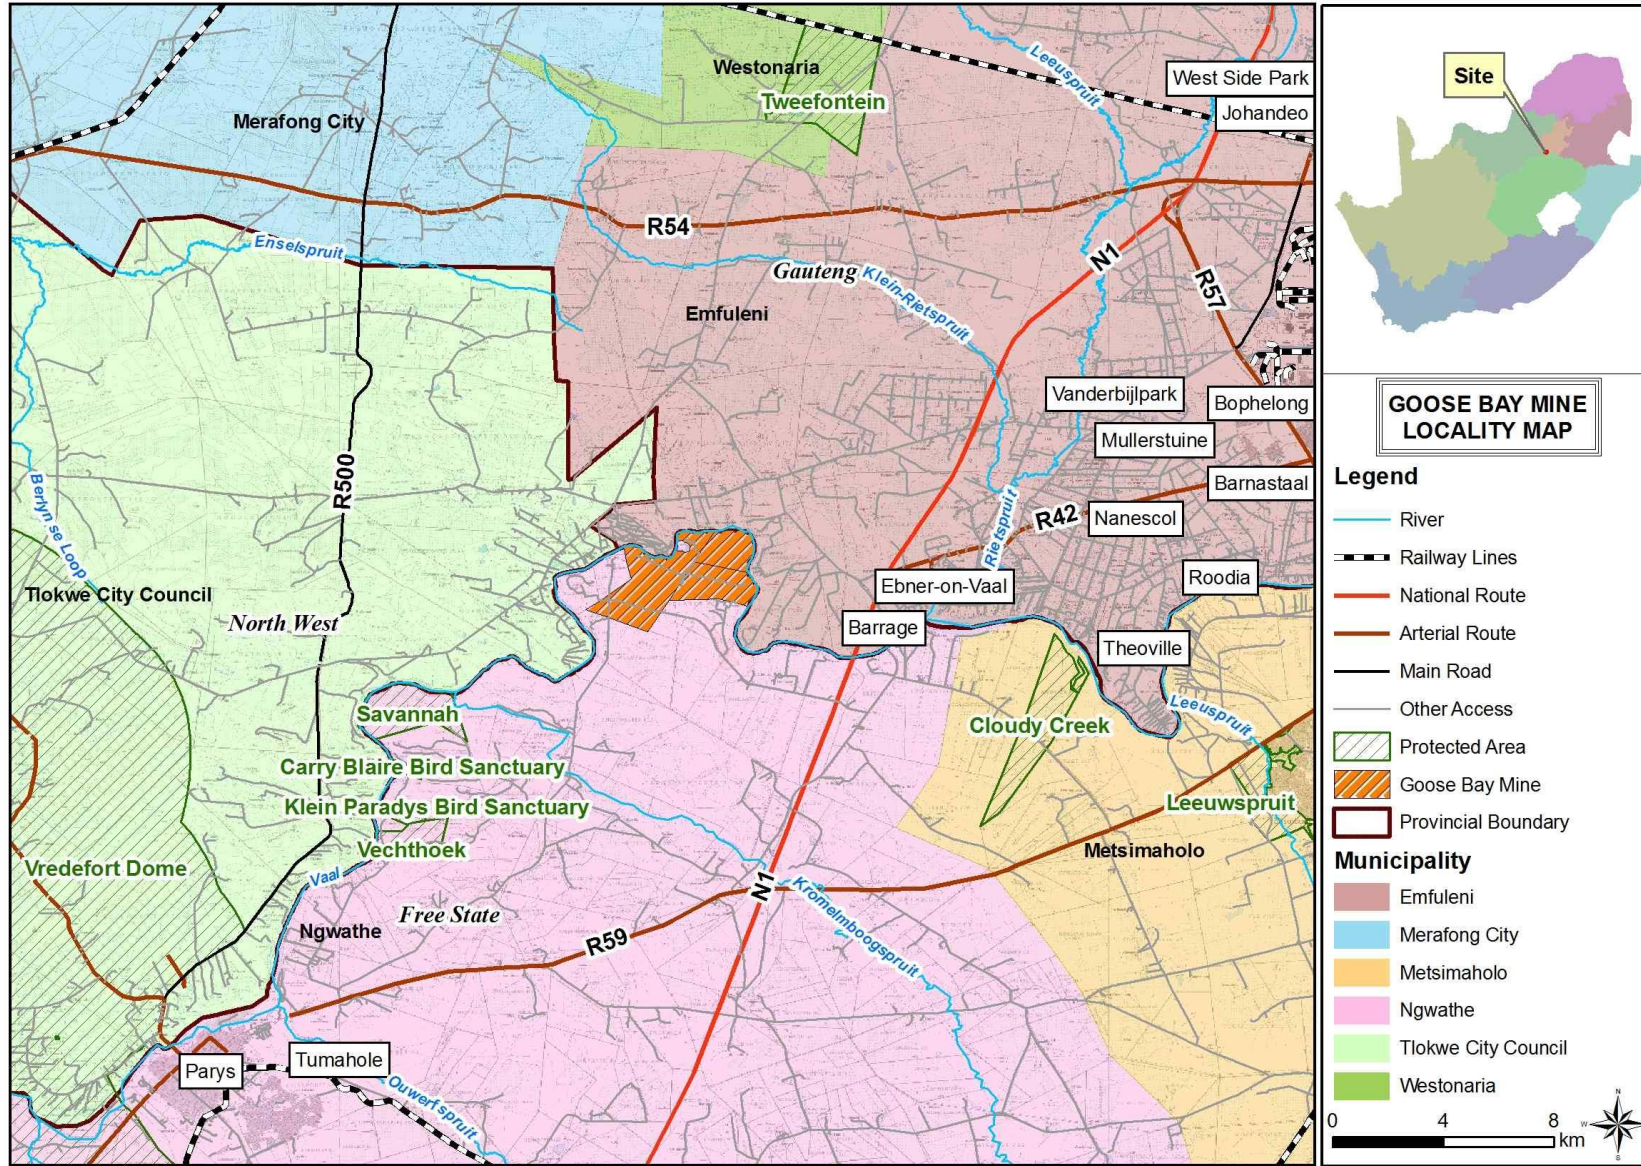 Westonaria
Tweefontein
Merafong City
Leeuspruit
West Side Park
Johandeo
Enselspruit
R54
Gauteng
Klein-Rietspruit
N1
R57
Emfuleni
Vanderbijlpark
Bophelong
Mullerstuine
Barnastaal
R500
Berlyn se Loop
Rietspruit
R42
Nanescol
Tlokwe City Council
North West
Ebner-on-Vaal
Roodia
Barrage
Theoville
Savannah
Cloudy Creek
Leeuspruit
Carry Blaire Bird Sanctuary
Klein Paradys Bird Sanctuary
Vechthoek
Leeuwspruit
Metsimaholo
Vredefort Dome
Vaal
Free State
Ngwathe
N1
Kromelmboogspruit
R59
Parys
Tumahole
Ouwerfspruit
Site
GOOSE BAY MINE
LOCALITY MAP
Legend
River
Railway Lines
National Route
Arterial Route
Main Road
Other Access
Protected Area
Goose Bay Mine
Provincial Boundary
Municipality
Emfuleni
Merafong City
Metsimaholo
Ngwathe
Tlokwe City Council
Westonaria
0 4 8
km
N
W
S